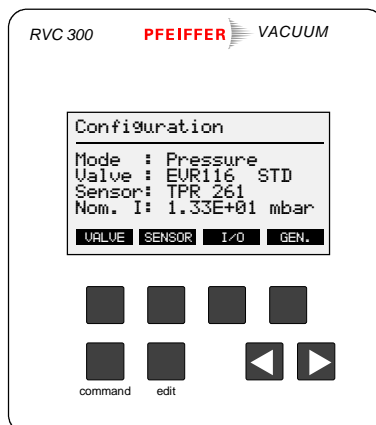 RVC 300 PFEIFFER VACUUM
Configuration
Mode : Pressure
Valve : EVR116 STD
Sensor: TPR 261
Nom. I: 1.33E+01 mbar
VALVE SENSOR I/O GEN.
command edit